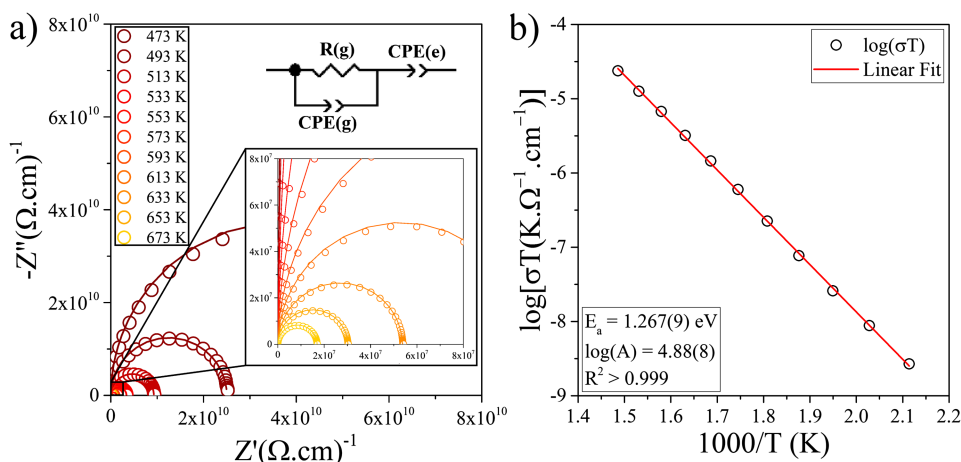 a)
8x10¹⁰
6x10¹⁰
4x10¹⁰
2x10¹⁰
0
-Z''(Ω.cm)⁻¹
0
2x10¹⁰
4x10¹⁰
6x10¹⁰
8x10¹⁰
Z'(Ω.cm)⁻¹
473 K
493 K
513 K
533 K
553 K
573 K
593 K
613 K
633 K
653 K
673 K
R(g)
CPE(e)
CPE(g)
8x10⁷
6x10⁷
4x10⁷
2x10⁷
0
0
2x10⁷
4x10⁷
6x10⁷
8x10⁷
b)
log(σT)
Linear Fit
-4
-5
-6
-7
-8
-9
log[σT(K.Ω⁻¹.cm⁻¹)]
Eₐ = 1.267(9) eV
log(A) = 4.88(8)
R² > 0.999
1.4
1.5
1.6
1.7
1.8
1.9
2.0
2.1
2.2
1000/T (K)